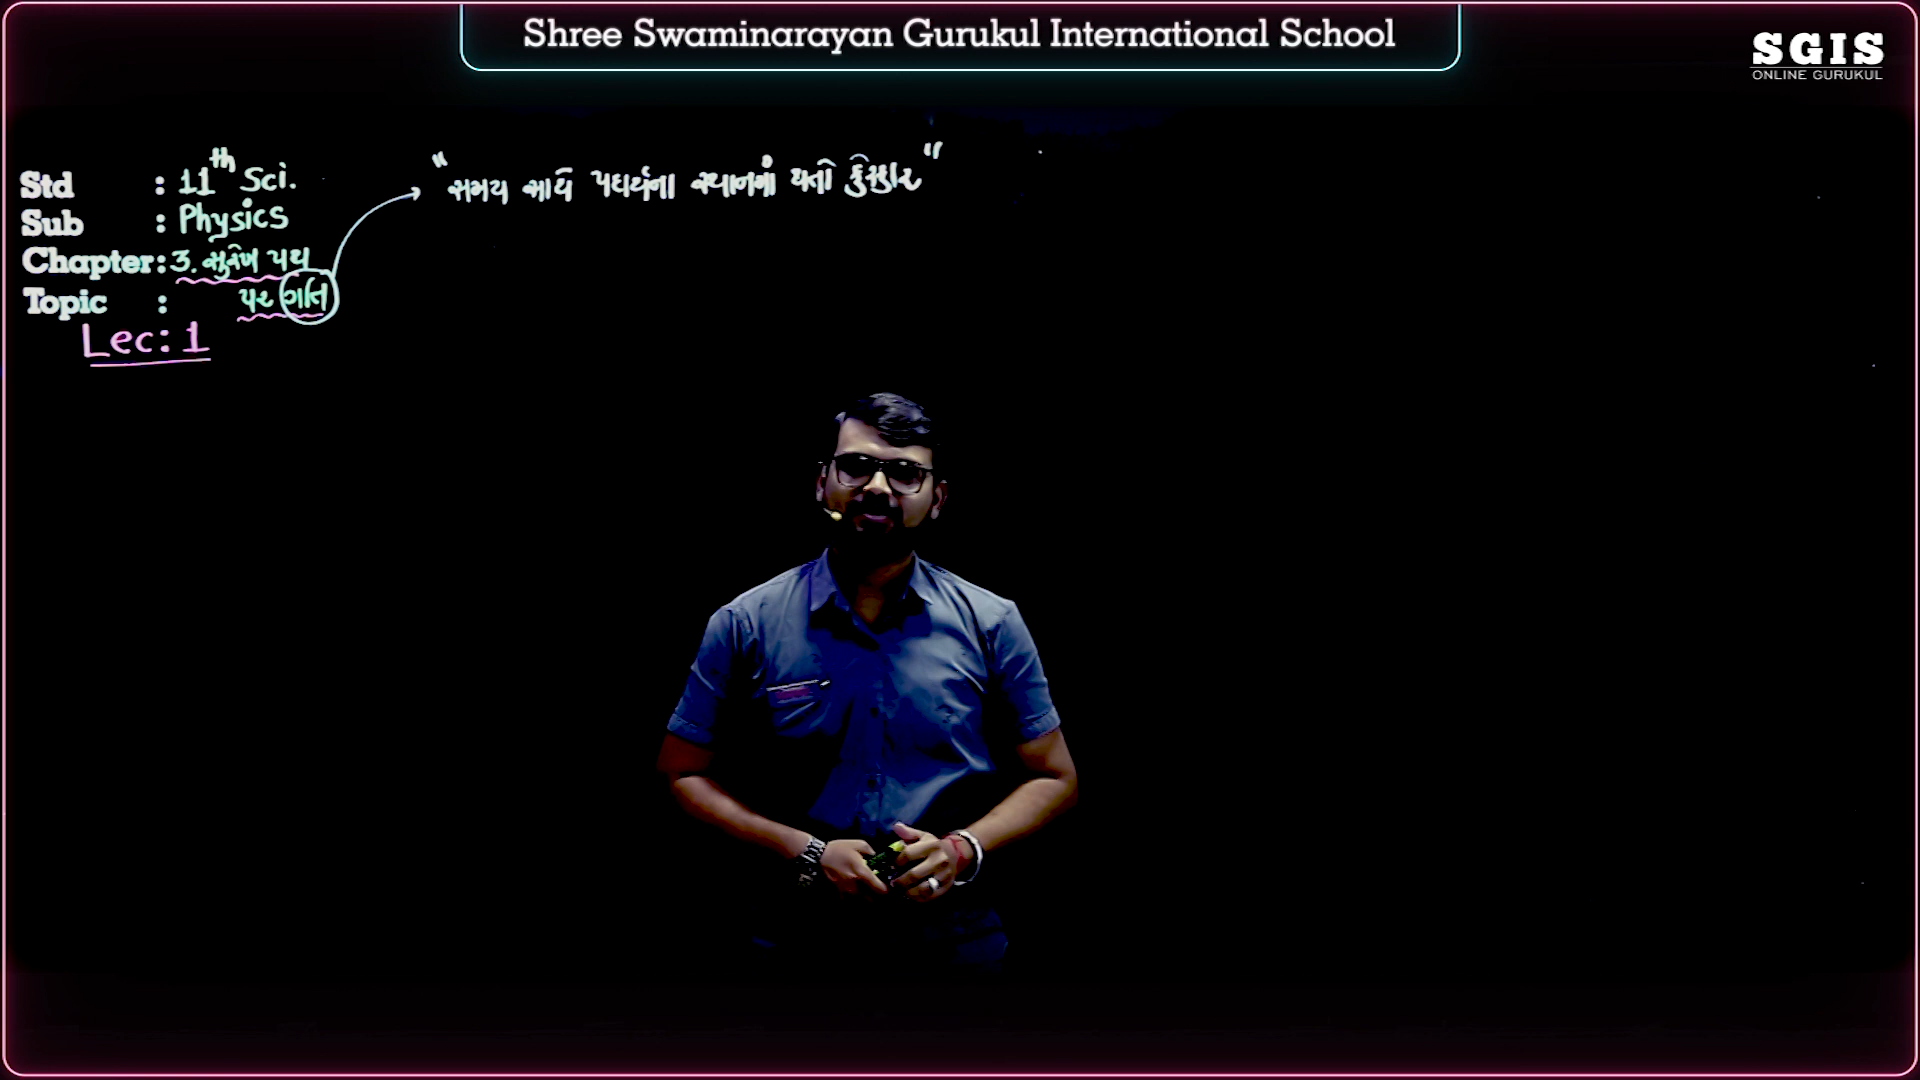 Shree Swaminarayan Gurukul International School
SGIS
ONLINE GURUKUL
Std : 11th Sci.
Sub : Physics
Chapter: 3. સુરેખ પથ
Topic : પર ગતિ
Lec: 1
"સમય સાથે પદાર્થના સ્થાનમાં થતો ફેરફાર"